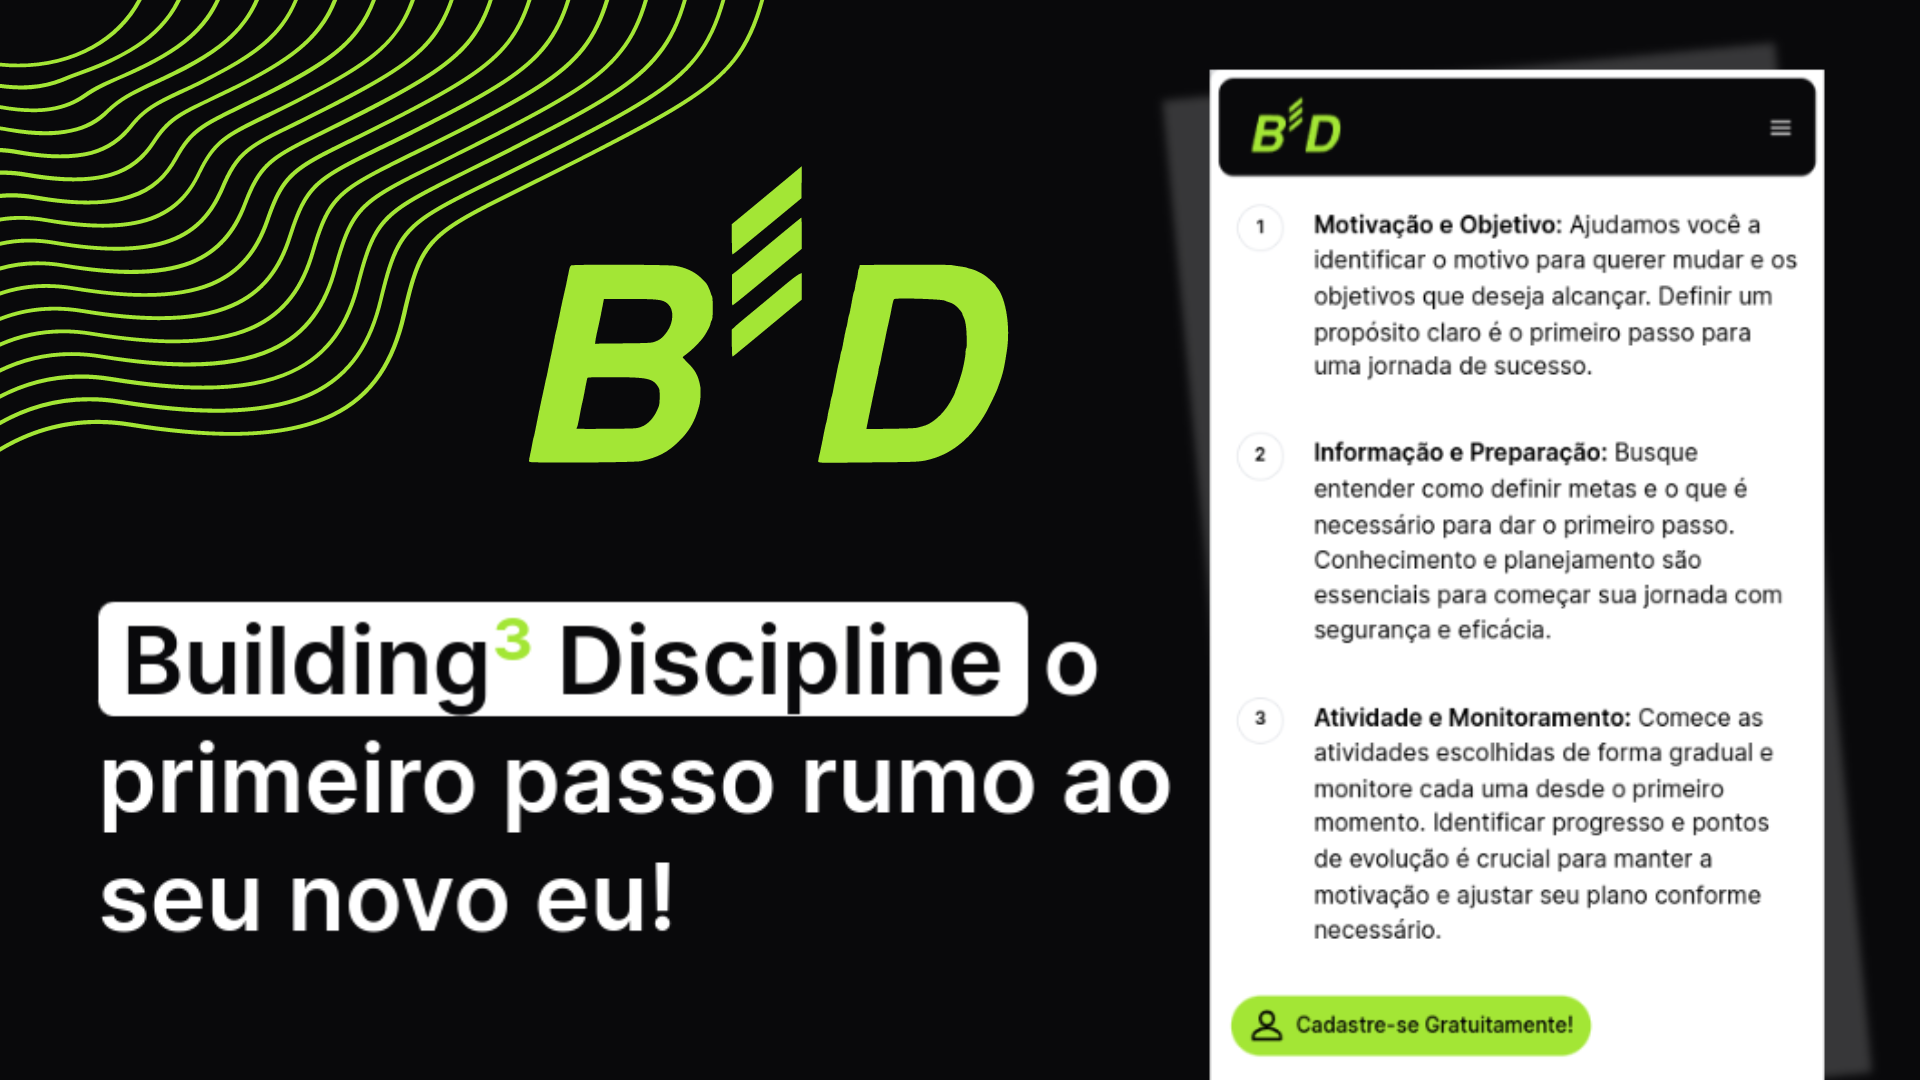 B D
Building³ Discipline o
primeiro passo rumo ao
seu novo eu!
B D
1
Motivação e Objetivo: Ajudamos você a
identificar o motivo para querer mudar e os
objetivos que deseja alcançar. Definir um
propósito claro é o primeiro passo para
uma jornada de sucesso.
2
Informação e Preparação: Busque
entender como definir metas e o que é
necessário para dar o primeiro passo.
Conhecimento e planejamento são
essenciais para começar sua jornada com
segurança e eficácia.
3
Atividade e Monitoramento: Comece as
atividades escolhidas de forma gradual e
monitore cada uma desde o primeiro
momento. Identificar progresso e pontos
de evolução é crucial para manter a
motivação e ajustar seu plano conforme
necessário.
Cadastre-se Gratuitamente!